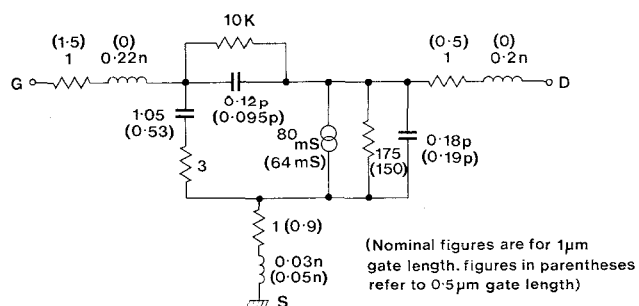 10K
(1·5)
1
(0)
0·22n
(0·5)
1
(0)
0·2n
G
D
0·12p
(0·095p)
1·05
(0·53)
80
mS
(64mS)
3
175
(150)
0·18p
(0·19p)
1 (0·9)
0·03n
(0·05n)
S
(Nominal figures are for 1μm
gate length. figures in parentheses
refer to 0·5μm gate length)